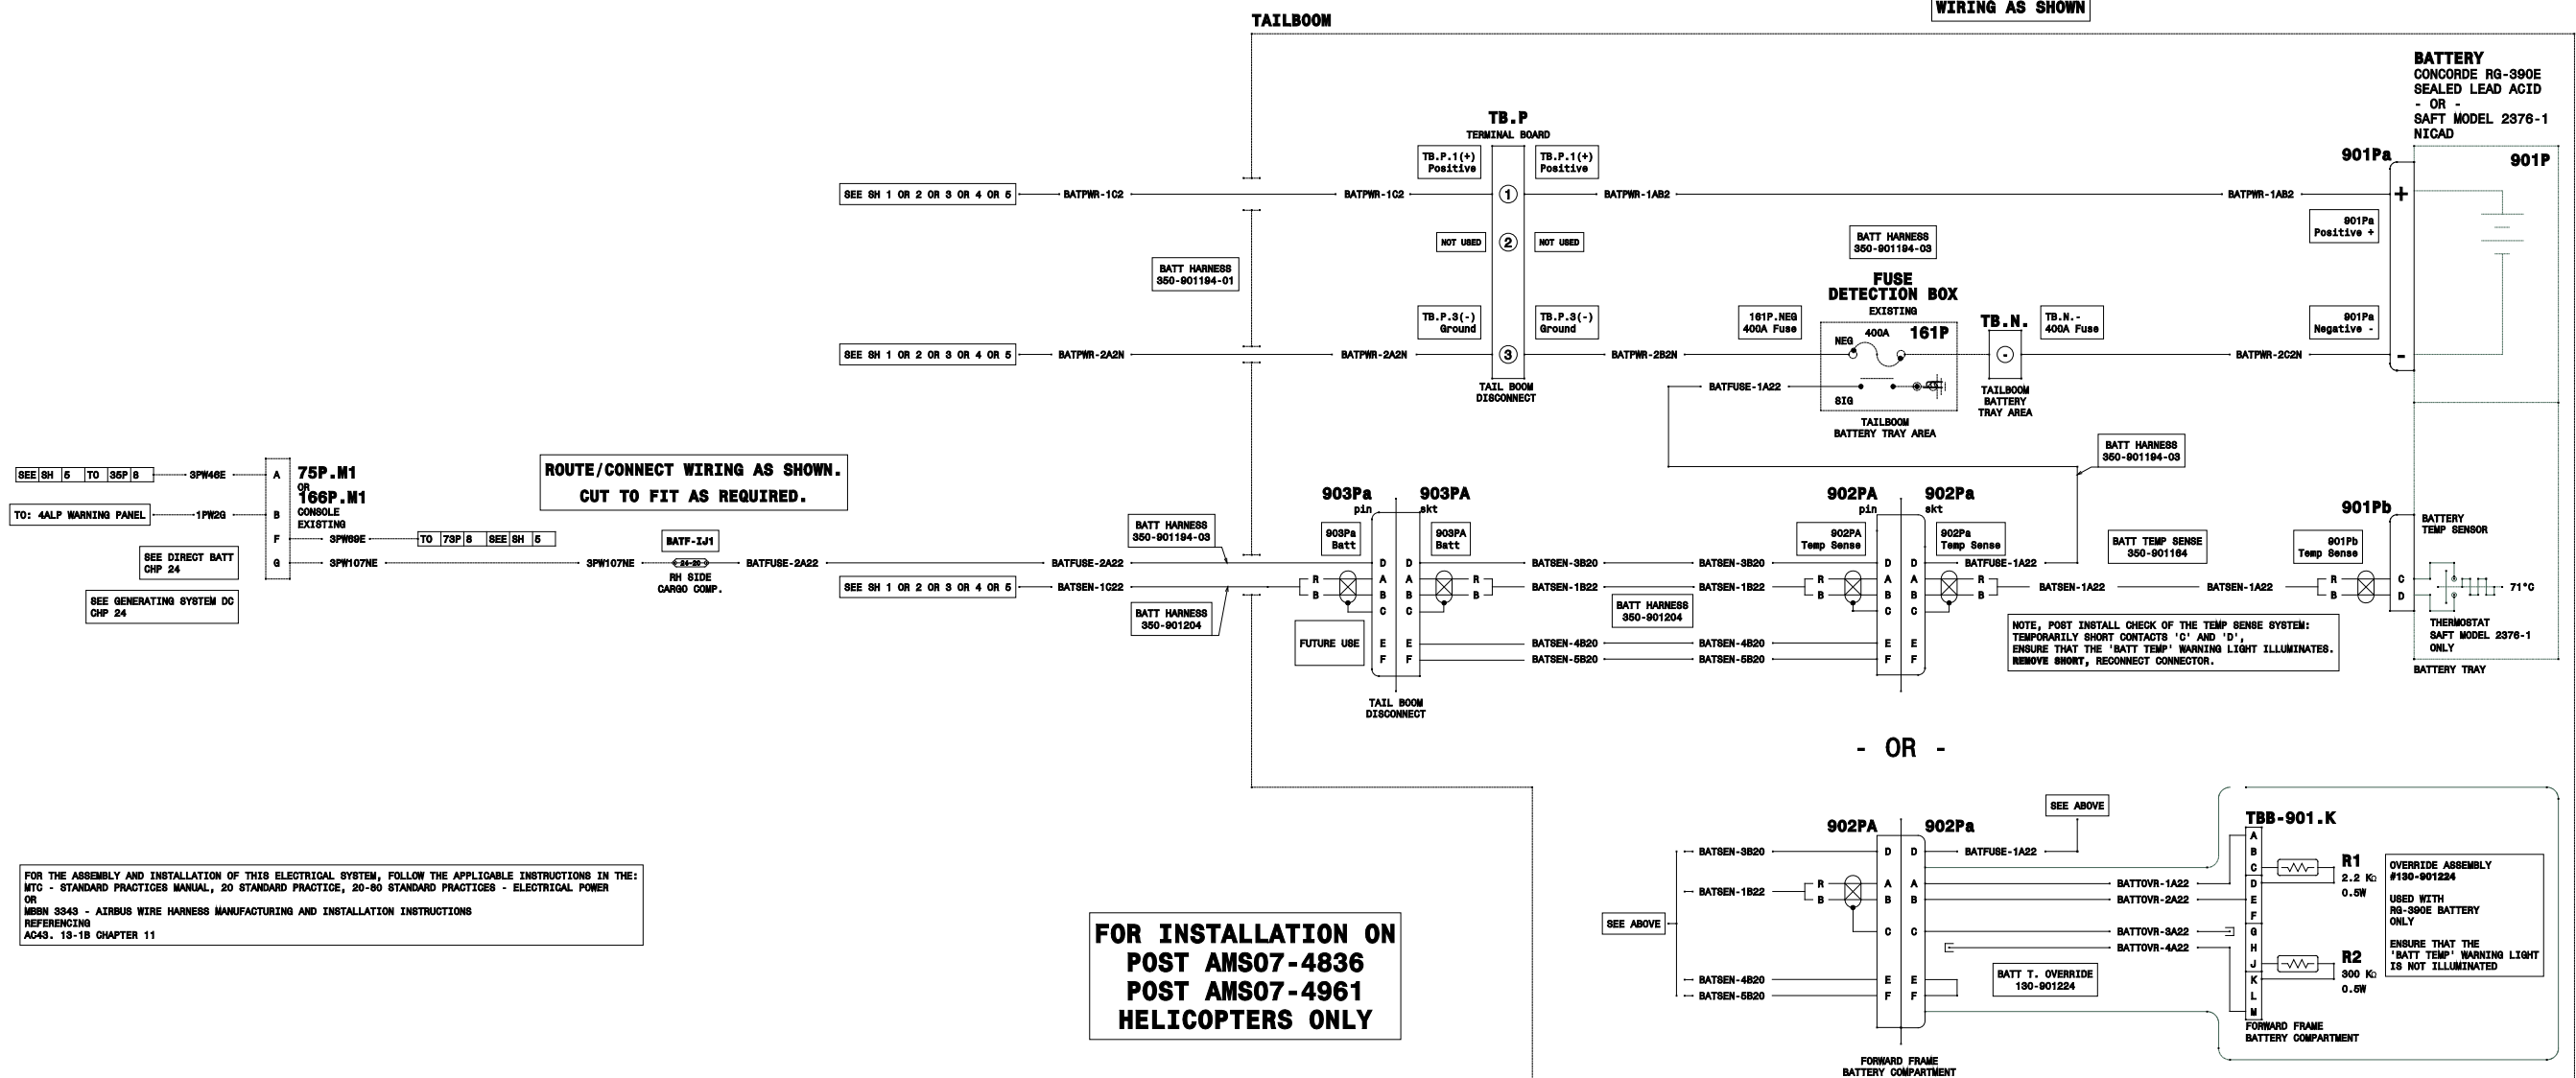 WIRING AS SHOWN
TAILBOOM
BATTERY
CONCORDE RG-390E
SEALED LEAD ACID
- OR -
SAFT MODEL 2376-1
NICAD
901Pa
901P
TB.P
TERMINAL BOARD
TB.P.1(+)
Positive
TB.P.1(+)
Positive
SEE SH 1 OR 2 OR 3 OR 4 OR 5
BATPWR-1C2
BATPWR-1C2
1
BATPWR-1AB2
BATPWR-1AB2
+
901Pa
Positive +
NOT USED
2
NOT USED
BATT HARNESS
350-901194-03
BATT HARNESS
350-901194-01
FUSE
DETECTION BOX
EXISTING
TB.P.3(-)
Ground
TB.P.3(-)
Ground
161P.NEG
400A Fuse
400A
161P
NEG
TB.N.
TB.N.-
400A Fuse
901Pa
Negative -
SEE SH 1 OR 2 OR 3 OR 4 OR 5
BATPWR-2A2N
BATPWR-2A2N
3
BATPWR-2B2N
-
BATPWR-2C2N
-
TAIL BOOM
DISCONNECT
BATFUSE-1A22
SIG
TAILBOOM
BATTERY TRAY AREA
TAILBOOM
BATTERY
TRAY AREA
BATT HARNESS
350-901194-03
SEE SH 5 TO 35P 8
3PW46E
A
75P.M1
OR
166P.M1
CONSOLE
EXISTING
TO: 4ALP WARNING PANEL
1PW2G
B
F
3PW69E
TO 73P 8 SEE SH 5
G
3PW107NE
3PW107NE
SEE DIRECT BATT
CHP 24
SEE GENERATING SYSTEM DC
CHP 24
ROUTE/CONNECT WIRING AS SHOWN.
CUT TO FIT AS REQUIRED.
BATF-IJ1
24-20
RH SIDE
CARGO COMP.
BATFUSE-2A22
BATFUSE-2A22
BATT HARNESS
350-901194-03
SEE SH 1 OR 2 OR 3 OR 4 OR 5
BATSEN-1C22
BATT HARNESS
350-901204
903Pa
pin
903PA
skt
903Pa
Batt
903PA
Batt
FUTURE USE
D D
R A A R
B B B B
C C
E E
F F
TAIL BOOM
DISCONNECT
BATSEN-3B20
BATSEN-3B20
BATSEN-1B22
BATSEN-1B22
BATT HARNESS
350-901204
BATSEN-4B20
BATSEN-4B20
BATSEN-5B20
BATSEN-5B20
902PA
pin
902Pa
skt
902PA
Temp Sense
902Pa
Temp Sense
D D
R A A R
B B B B
C C
E E
F F
BATFUSE-1A22
BATT TEMP SENSE
350-901164
BATSEN-1A22
BATSEN-1A22
901Pb
901Pb
Temp Sense
R C
B D
BATTERY
TEMP SENSOR
71°C
THERMOSTAT
SAFT MODEL 2376-1
ONLY
BATTERY TRAY
NOTE, POST INSTALL CHECK OF THE TEMP SENSE SYSTEM:
TEMPORARILY SHORT CONTACTS 'C' AND 'D',
ENSURE THAT THE 'BATT TEMP' WARNING LIGHT ILLUMINATES.
REMOVE SHORT, RECONNECT CONNECTOR.
- OR -
SEE ABOVE
902PA
902Pa
SEE ABOVE
BATSEN-3B20
D D
BATFUSE-1A22
BATSEN-1B22
R A A
B B B
C C
BATSEN-4B20
E E
BATSEN-5B20
F F
BATTOVR-1A22
BATTOVR-2A22
BATTOVR-3A22
BATTOVR-4A22
BATT T. OVERRIDE
130-901224
FORWARD FRAME
BATTERY COMPARTMENT
TBB-901.K
A
B
C
D
E
F
G
H
J
K
L
M
R1
2.2 KΩ
0.5W
R2
300 KΩ
0.5W
FORWARD FRAME
BATTERY COMPARTMENT
OVERRIDE ASSEMBLY
#130-901224
USED WITH
RG-390E BATTERY
ONLY
ENSURE THAT THE
'BATT TEMP' WARNING LIGHT
IS NOT ILLUMINATED
FOR THE ASSEMBLY AND INSTALLATION OF THIS ELECTRICAL SYSTEM, FOLLOW THE APPLICABLE INSTRUCTIONS IN THE:
MTC - STANDARD PRACTICES MANUAL, 20 STANDARD PRACTICE, 20-80 STANDARD PRACTICES - ELECTRICAL POWER
OR
MBBN 3343 - AIRBUS WIRE HARNESS MANUFACTURING AND INSTALLATION INSTRUCTIONS
REFERENCING
AC43. 13-1B CHAPTER 11
FOR INSTALLATION ON
POST AMS07-4836
POST AMS07-4961
HELICOPTERS ONLY